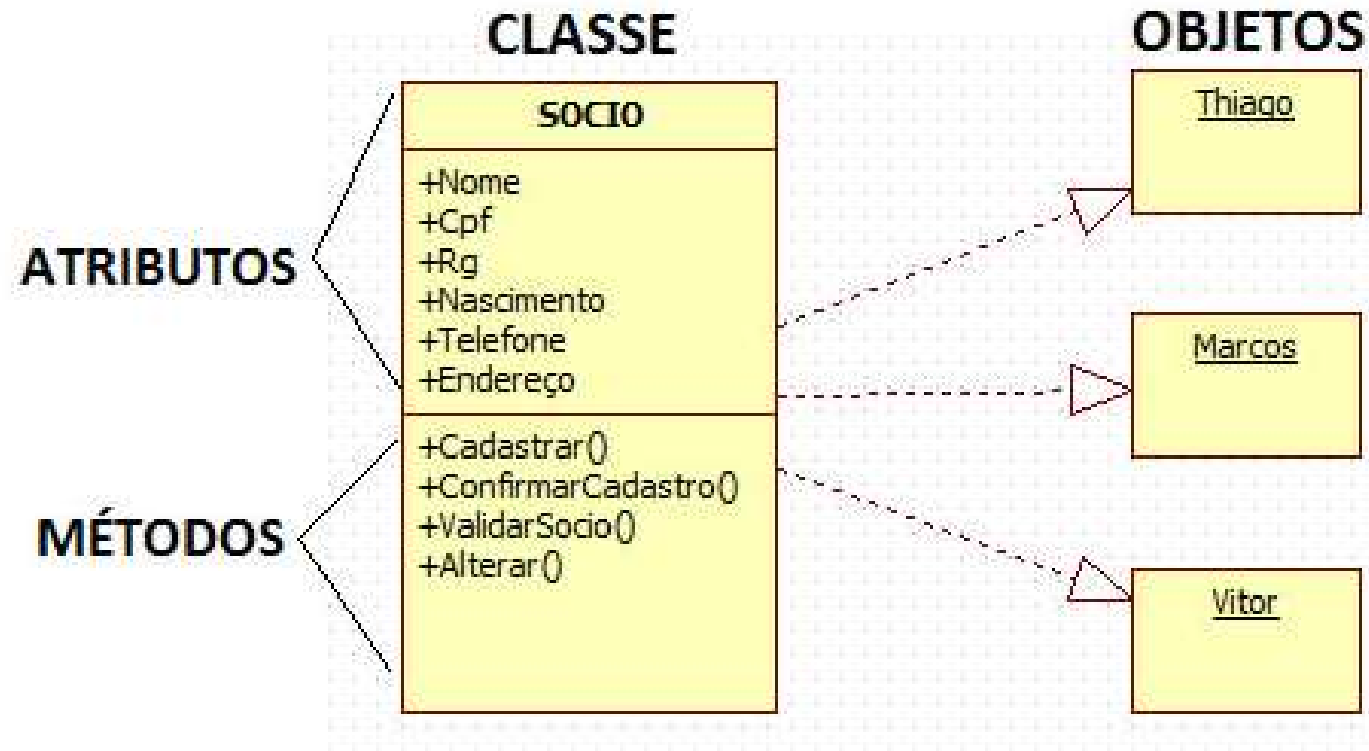 CLASSE
OBJETOS
ATRIBUTOS
MÉTODOS
SOCIO
+Nome
+Cpf
+Rg
+Nascimento
+Telefone
+Endereço
+Cadastrar()
+ConfirmarCadastro()
+ValidarSocio()
+Alterar()
Thiago
Marcos
Vitor